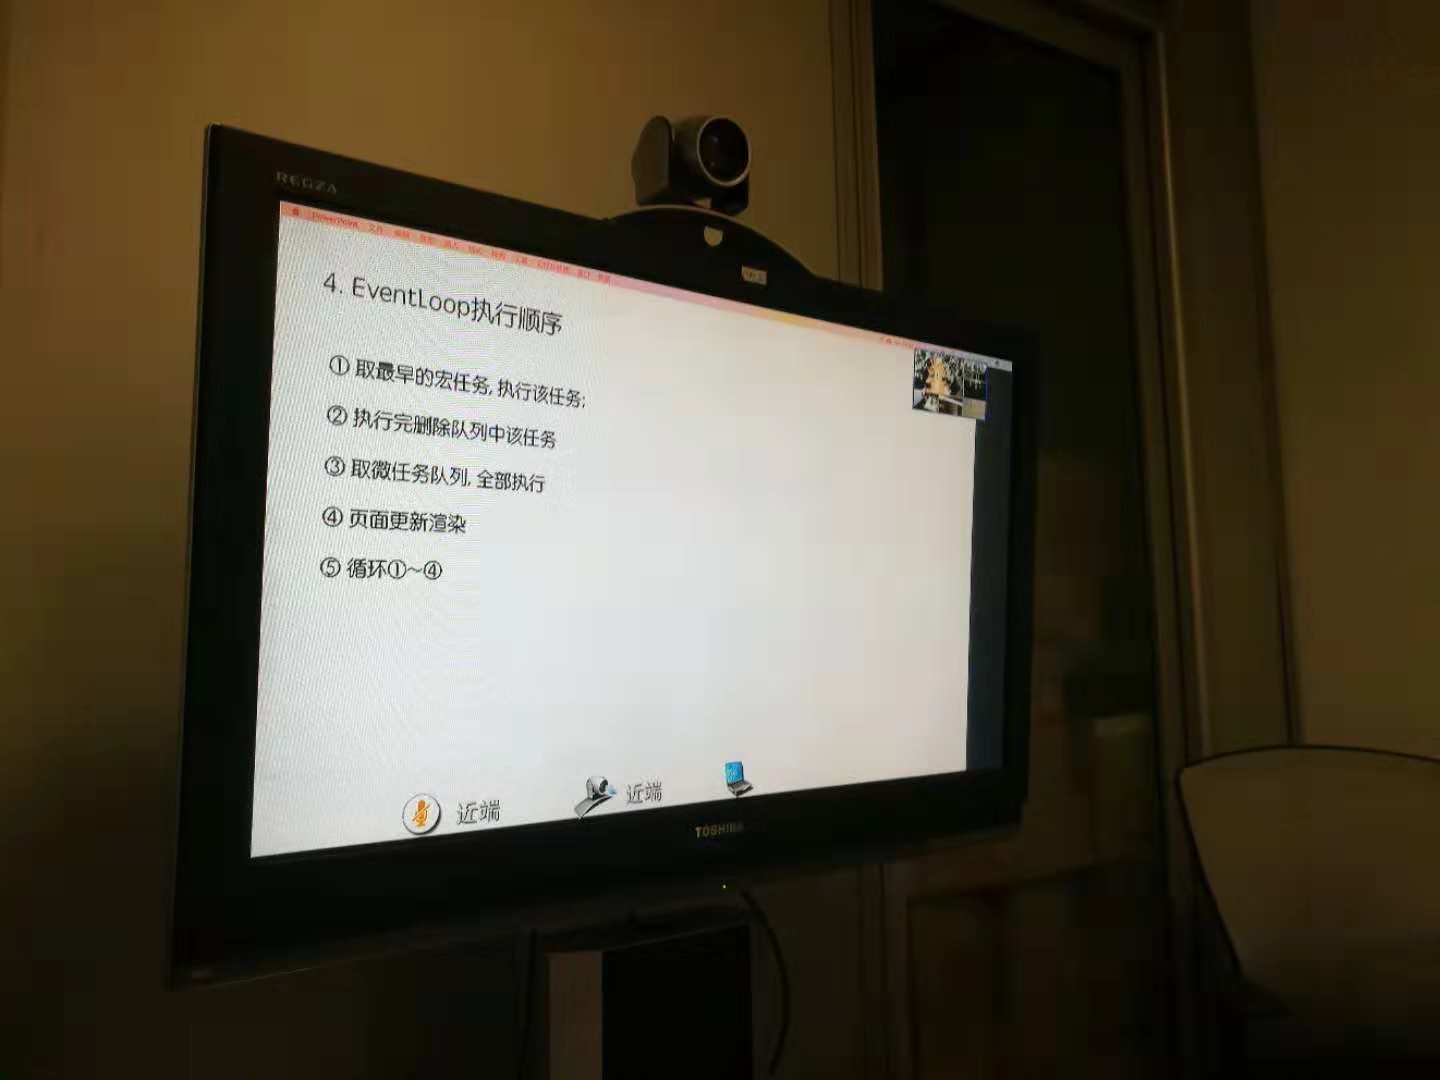 REGZA
PowerPoint 文件 编辑
4. EventLoop执行顺序
① 取最早的宏任务, 执行该任务;
② 执行完删除队列中该任务
③ 取微任务队列, 全部执行
④ 页面更新渲染
⑤ 循环①～④
近端
近端
TOSHIBA